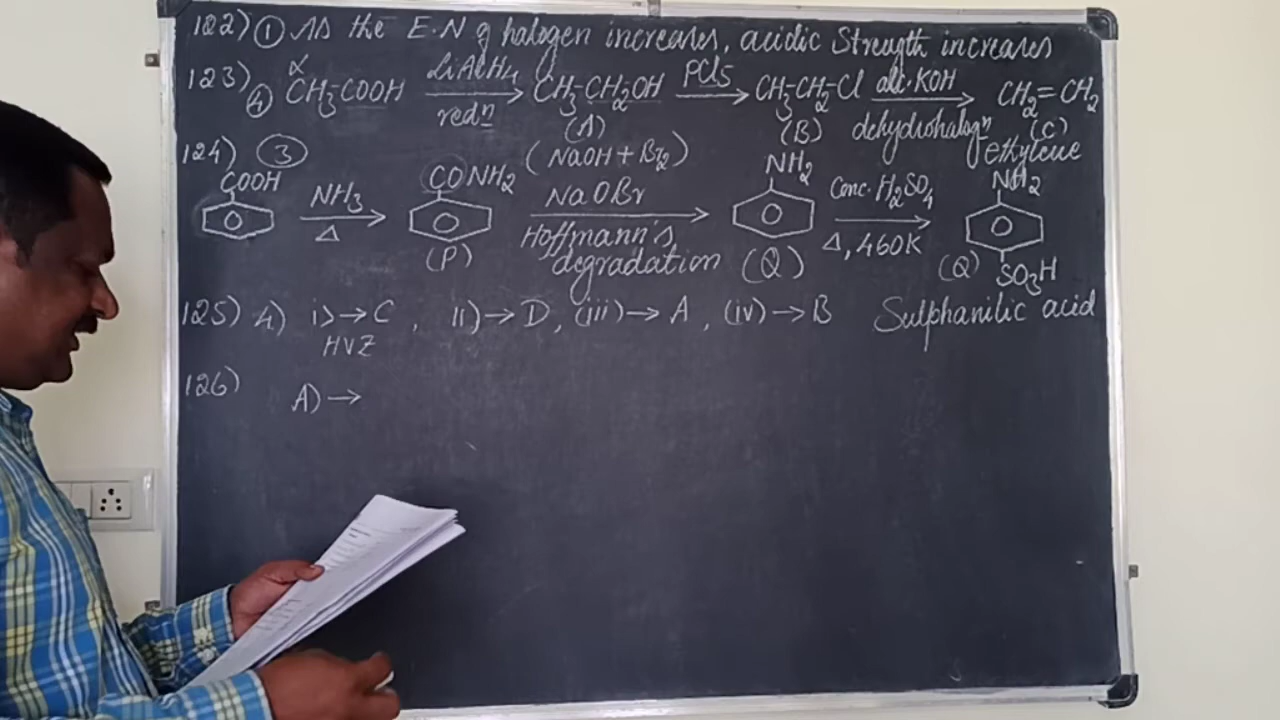 122) ① As the E.N of halogen increases, acidic Strength increases
123) ④ αCH3COOH LiAlH4 redn → CH3-CH2OH (A) PCl5 → CH3-CH2-Cl (B) alc.KOH dehydrohalogn → CH2=CH2 (C) ethylene
124) ③ (NaOH+Br2)
COOH NH3 Δ → CONH2 (P) NaOBr Hoffmann's degradation → NH2 (Q) Conc. H2SO4 Δ, 460K → NH2 (Q) SO3H
Sulphanilic acid
125) 4) i) → C, ii) → D, (iii) → A, (iv) → B
HVZ
126) A) →